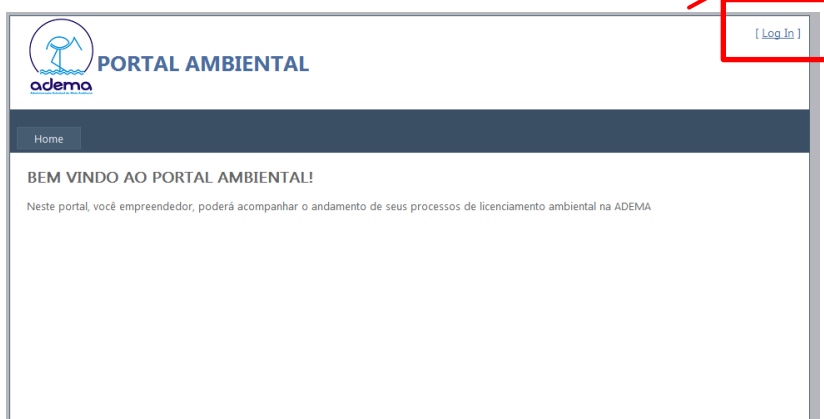 [ Log In ]
PORTAL AMBIENTAL
adema
Home
BEM VINDO AO PORTAL AMBIENTAL!
Neste portal, você empreendedor, poderá acompanhar o andamento de seus processos de licenciamento ambiental na ADEMA